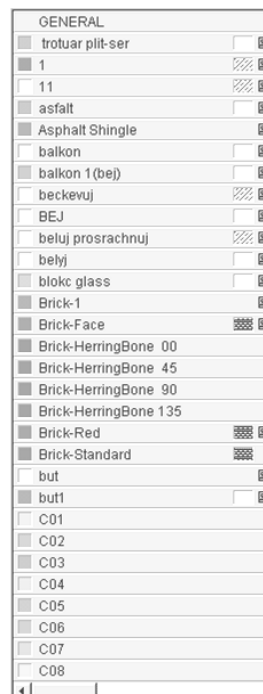 GENERAL
trotuar plit-ser
1
11
asfalt
Asphalt Shingle
balkon
balkon 1(bej)
beckevuj
BEJ
beluj prosrachnuj
belyj
blokc glass
Brick-1
Brick-Face
Brick-HerringBone 00
Brick-HerringBone 45
Brick-HerringBone 90
Brick-HerringBone 135
Brick-Red
Brick-Standard
but
but1
C01
C02
C03
C04
C05
C06
C07
C08